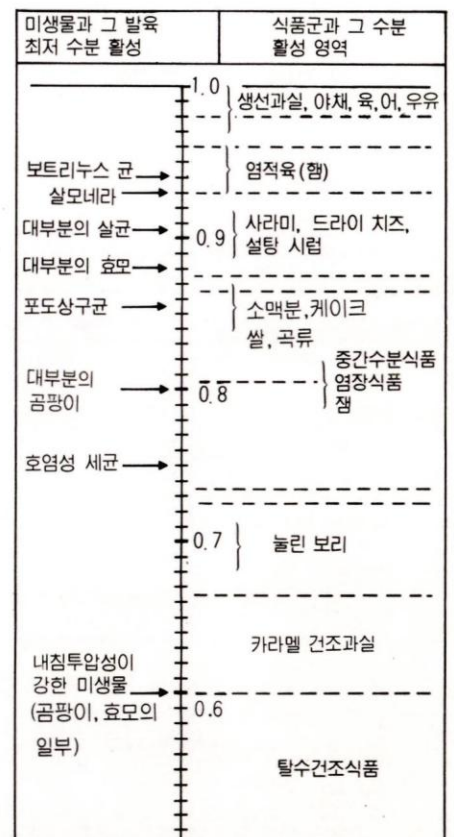 미생물과 그 발육
최저 수분 활성
식품군과 그 수분
활성 영역
1.0
생선과실, 야채, 육,어, 우유
보트리누스 균
염적육(햄)
살모네라
대부분의 살균
0.9
사라미, 드라이 치즈,
설탕 시럽
대부분의 효모
포도상구균
소맥분,케이크
쌀, 곡류
중간수분식품
염장식품
잼
대부분의
곰팡이
0.8
호염성 세균
0.7
눌린 보리
카라멜 건조과실
내침투압성이
강한 미생물
(곰팡이, 효모의
일부)
0.6
탈수건조식품